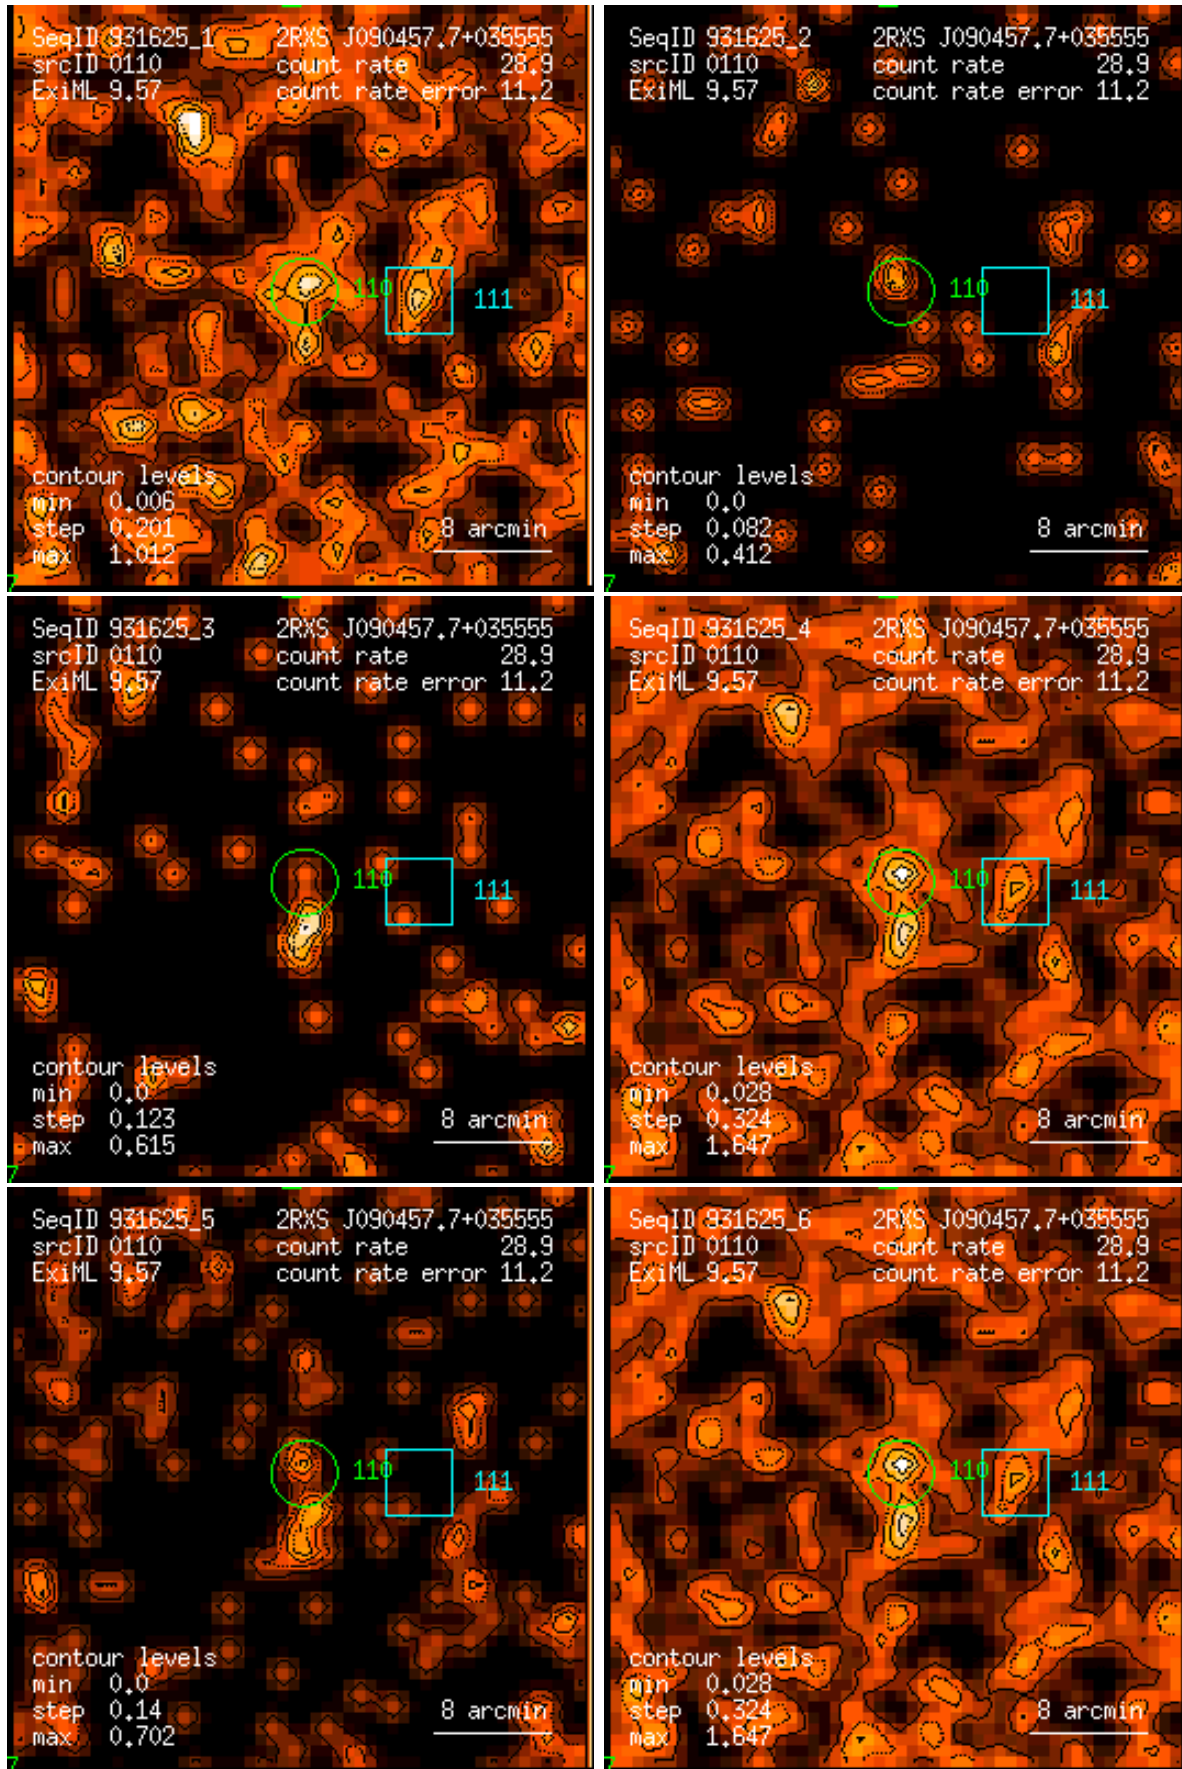 SeqID 931625_1 2RXS J090457.7+035555
srcID 0110 count rate 28.9
ExiML 9.57 count rate error 11.2
110
111
contour levels
min 0.006
step 0.201 8 arcmin
max 1.012
7
SeqID 931625_2 2RXS J090457.7+035555
srcID 0110 count rate 28.9
ExiML 9.57 count rate error 11.2
110
111
contour levels
min 0.0
step 0.082 8 arcmin
max 0.412
7
SeqID 931625_3 2RXS J090457.7+035555
srcID 0110 count rate 28.9
ExiML 9.57 count rate error 11.2
110
111
contour levels
min 0.0
step 0.123 8 arcmin
max 0.615
7
SeqID 931625_4 2RXS J090457.7+035555
srcID 0110 count rate 28.9
ExiML 9.57 count rate error 11.2
110
111
contour levels
min 0.028
step 0.324 8 arcmin
max 1.647
7
SeqID 931625_5 2RXS J090457.7+035555
srcID 0110 count rate 28.9
ExiML 9.57 count rate error 11.2
110
111
contour levels
min 0.0
step 0.14 8 arcmin
max 0.702
7
SeqID 931625_6 2RXS J090457.7+035555
srcID 0110 count rate 28.9
ExiML 9.57 count rate error 11.2
110
111
contour levels
min 0.028
step 0.324 8 arcmin
max 1.647
7